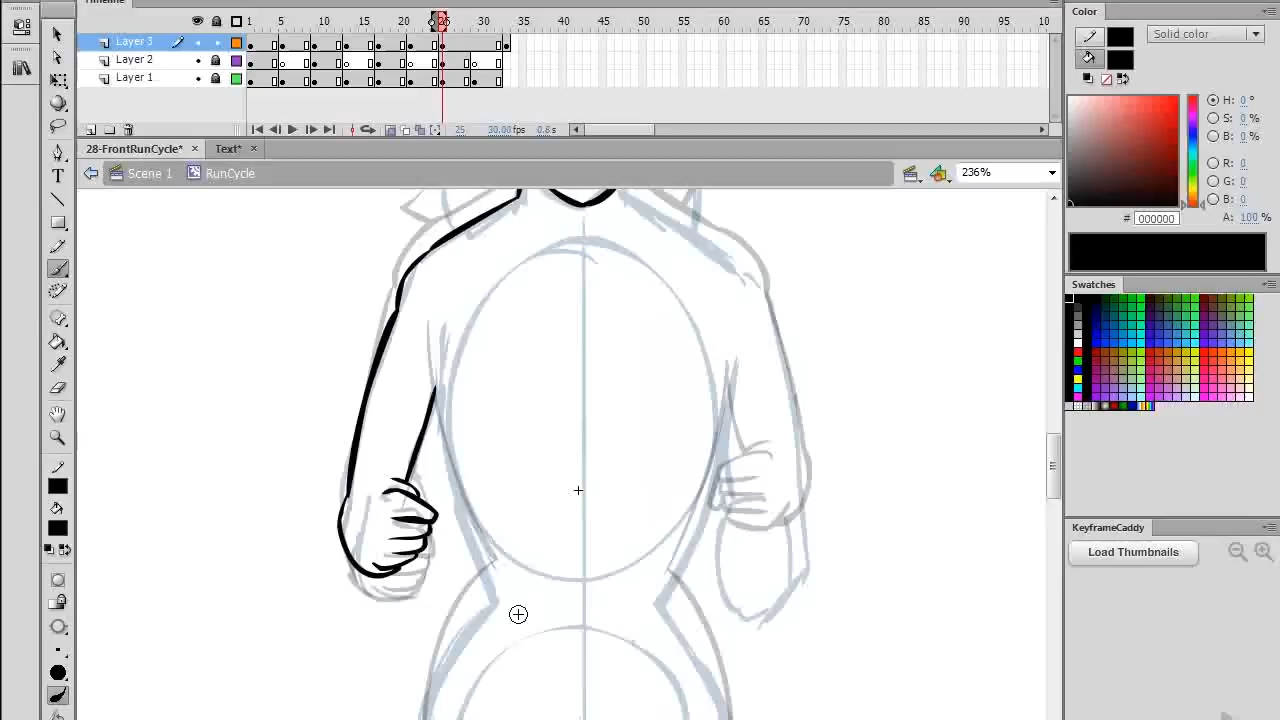 Timeline
1 5 10 15 20 25 30 35 40 45 50 55 60 65 70 75 80 85 90 95 10
Layer 3
Layer 2
Layer 1
25 30.00 fps 0.8 s
28-FrontRunCycle* × Text* ×
Scene 1 RunCycle 236%
T
Color
Solid color
H: 0 °
S: 0 %
B: 0 %
R: 0
G: 0
B: 0
# 000000 A: 100 %
Swatches
KeyframeCaddy
Load Thumbnails